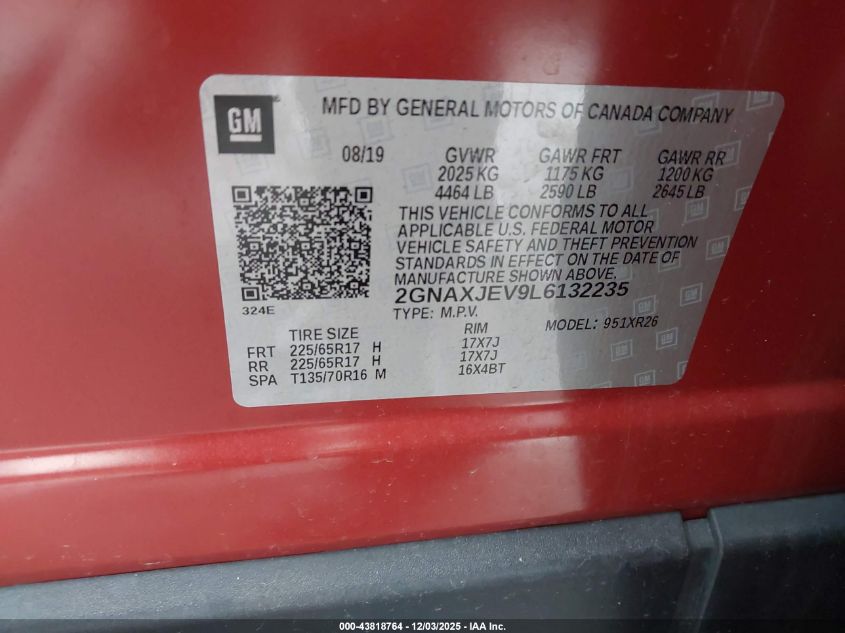 GM
MFD BY GENERAL MOTORS OF CANADA COMPANY
08/19 GVWR GAWR FRT GAWR RR
2025 KG 1175 KG 1200 KG
4464 LB 2590 LB 2645 LB
THIS VEHICLE CONFORMS TO ALL
APPLICABLE U.S. FEDERAL MOTOR
VEHICLE SAFETY AND THEFT PREVENTION
STANDARDS IN EFFECT ON THE DATE OF
MANUFACTURE SHOWN ABOVE.
2GNAXJEV9L6132235
324E
TYPE: M.P.V. MODEL: 951XR26
TIRE SIZE RIM
FRT 225/65R17 H 17X7J
RR 225/65R17 H 17X7J
SPA T135/70R16 M 16X4BT
000-43818764 - 12/03/2025 - IAA Inc.